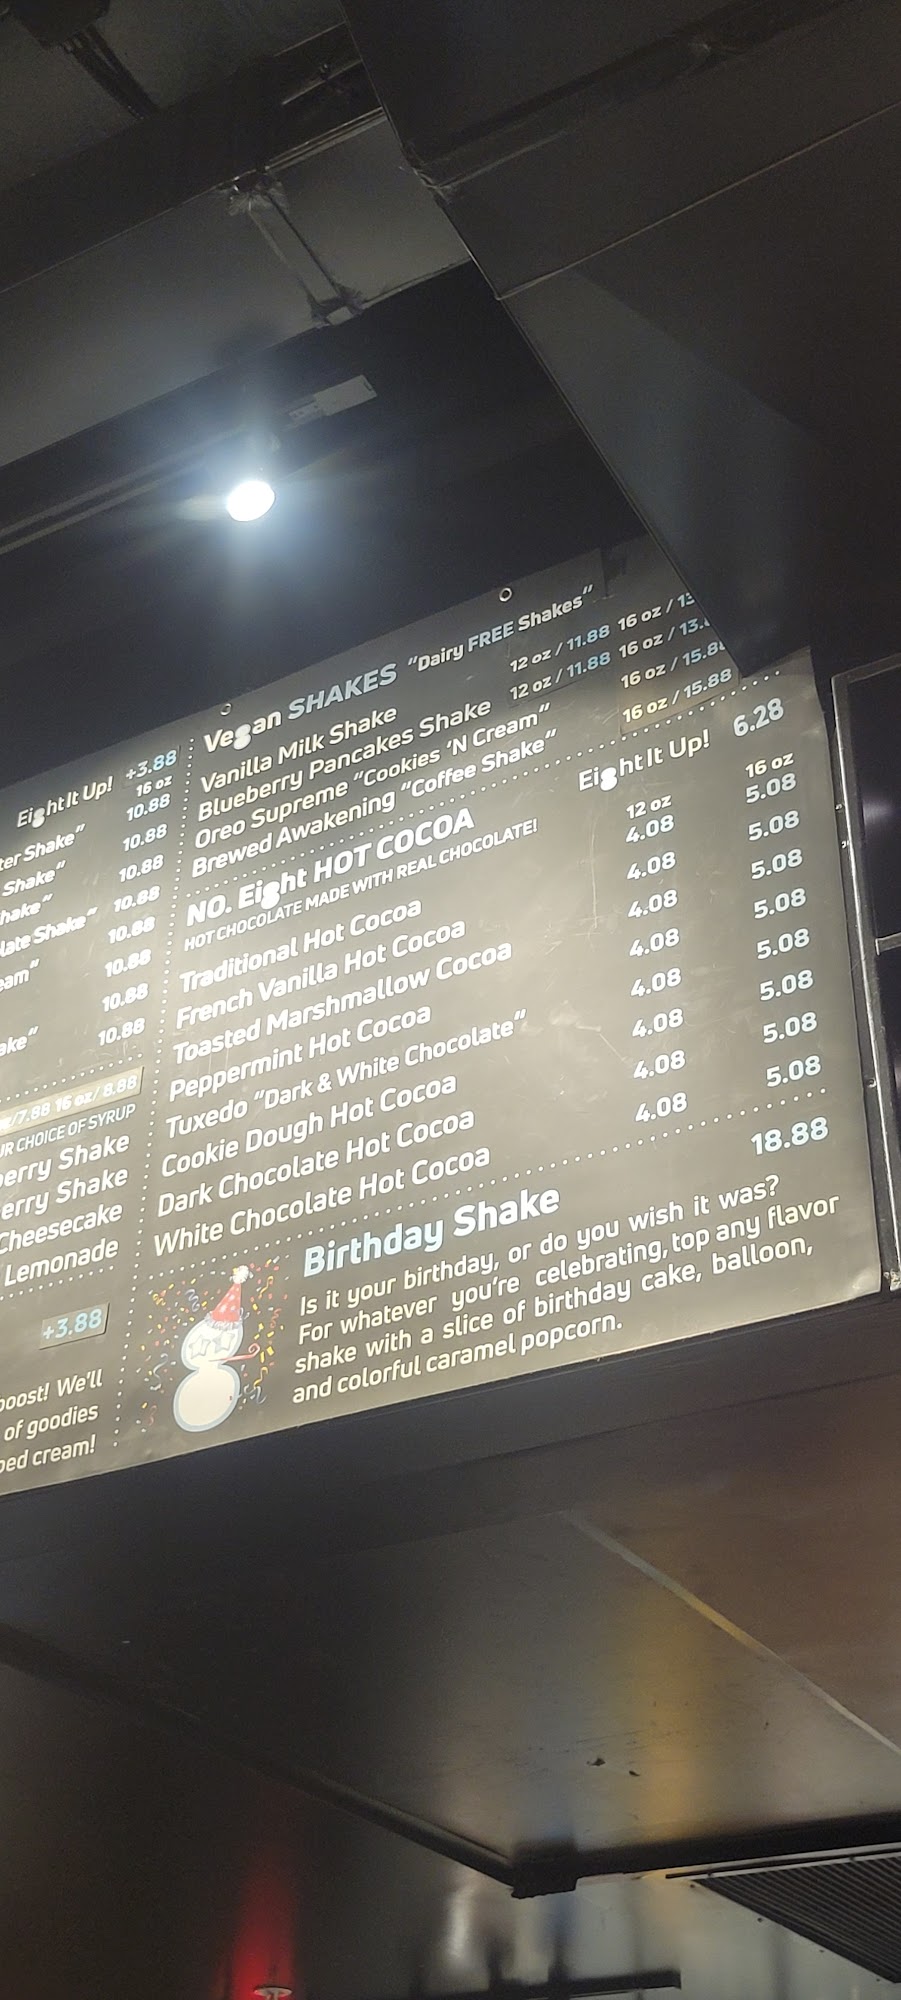 Eight It Up! +3.88
16 oz
ter Shake" 10.88
Shake" 10.88
hake" 10.88
late Shake" 10.88
eam" 10.88
10.88
10.88
ake" 10.88
/7.88 16 oz/ 8.88
UR CHOICE OF SYRUP
erry Shake
erry Shake
Cheesecake
Lemonade
+3.88
boost! We'll
of goodies
ped cream!
Vegan SHAKES "Dairy FREE Shakes"
Vanilla Milk Shake 12 oz / 11.88 16 oz / 13
Blueberry Pancakes Shake 12 oz / 11.88 16 oz / 13.
Oreo Supreme "Cookies 'N Cream" 16 oz / 15.88
Brewed Awakening "Coffee Shake" 16 oz / 15.88
NO. Eight HOT COCOA Eight It Up! 6.28
HOT CHOCOLATE MADE WITH REAL CHOCOLATE!
12 oz 16 oz
Traditional Hot Cocoa 4.08 5.08
French Vanilla Hot Cocoa 4.08 5.08
Toasted Marshmallow Cocoa 4.08 5.08
Peppermint Hot Cocoa 4.08 5.08
Tuxedo "Dark & White Chocolate" 4.08 5.08
Cookie Dough Hot Cocoa 4.08 5.08
Dark Chocolate Hot Cocoa 4.08 5.08
White Chocolate Hot Cocoa 4.08 5.08
Birthday Shake 18.88
Is it your birthday, or do you wish it was?
For whatever you're celebrating, top any flavor
shake with a slice of birthday cake, balloon,
and colorful caramel popcorn.